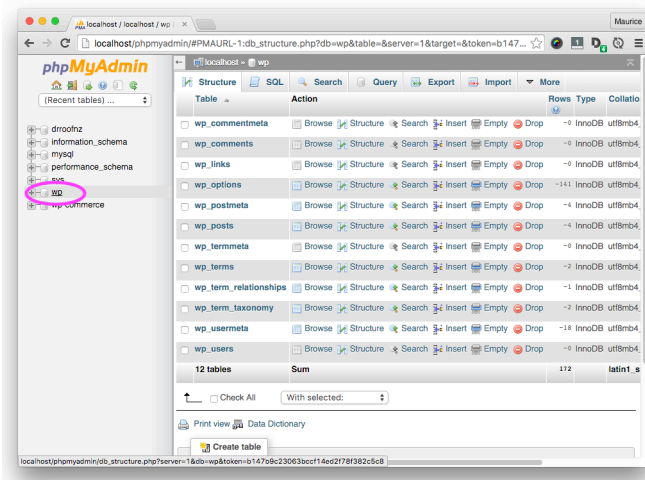 localhost / localhost / wp
Maurice
localhost/phpmyadmin/#PMAURL-1:db_structure.php?db=wp&table=&server=1&target=&token=b147...
phpMyAdmin
(Recent tables) ...
drroofnz
information_schema
mysql
performance_schema
sys
wp
wp-commerce
localhost » wp
Structure SQL Search Query Export Import More
Table Action Rows Type Collatio
wp_commentmeta Browse Structure Search Insert Empty Drop ~0 InnoDB utf8mb4_
wp_comments Browse Structure Search Insert Empty Drop ~0 InnoDB utf8mb4_
wp_links Browse Structure Search Insert Empty Drop ~0 InnoDB utf8mb4_
wp_options Browse Structure Search Insert Empty Drop ~141 InnoDB utf8mb4_
wp_postmeta Browse Structure Search Insert Empty Drop ~4 InnoDB utf8mb4_
wp_posts Browse Structure Search Insert Empty Drop ~4 InnoDB utf8mb4_
wp_termmeta Browse Structure Search Insert Empty Drop ~0 InnoDB utf8mb4_
wp_terms Browse Structure Search Insert Empty Drop ~2 InnoDB utf8mb4_
wp_term_relationships Browse Structure Search Insert Empty Drop ~1 InnoDB utf8mb4_
wp_term_taxonomy Browse Structure Search Insert Empty Drop ~2 InnoDB utf8mb4_
wp_usermeta Browse Structure Search Insert Empty Drop ~18 InnoDB utf8mb4_
wp_users Browse Structure Search Insert Empty Drop ~0 InnoDB utf8mb4_
12 tables Sum 172 latin1_s
Check All With selected:
Print view Data Dictionary
Create table
localhost/phpmyadmin/db_structure.php?server=1&db=wp&token=b147b9c23063bccf14ed2f78f382c5c8